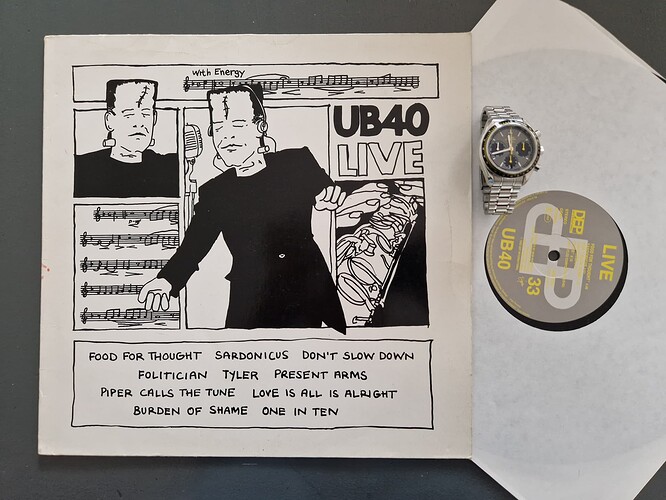 With Energy
UB40
LIVE
FOOD FOR THOUGHT SARDONICUS DON'T SLOW DOWN
FOLITICIAN TYLER PRESENT ARMS
PIPER CALLS THE TUNE LOVE IS ALL IS ALRIGHT
BURDEN OF SHAME ONE IN TEN
LIVE
UB40
DEP
33